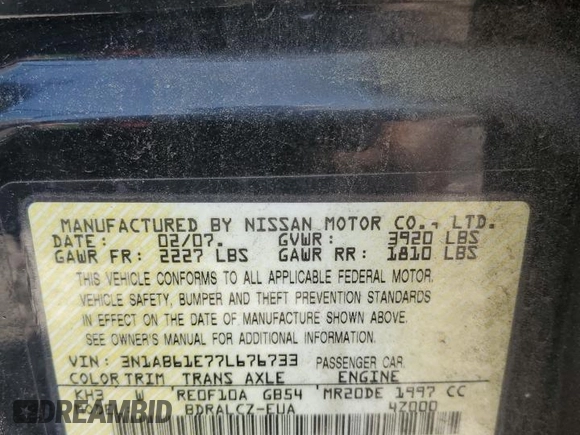 MANUFACTURED BY NISSAN MOTOR CO., LTD.
DATE: 02/07. GVWR: 3920 LBS
GAWR FR: 2227 LBS GAWR RR: 1810 LBS
THIS VEHICLE CONFORMS TO ALL APPLICABLE FEDERAL MOTOR
VEHICLE SAFETY, BUMPER AND THEFT PREVENTION STANDARDS
IN EFFECT ON THE DATE OF MANUFACTURE SHOWN ABOVE.
SEE OWNER'S MANUAL FOR ADDITIONAL INFORMATION.
VIN: 3N1AB61E77L676733 PASSENGER CAR.
COLOR TRIM TRANS AXLE ENGINE
KH3 W RE0F10A GB54 MR20DE 1997 CC
BDRALCZ-EUA 4Z000
DREAMBID